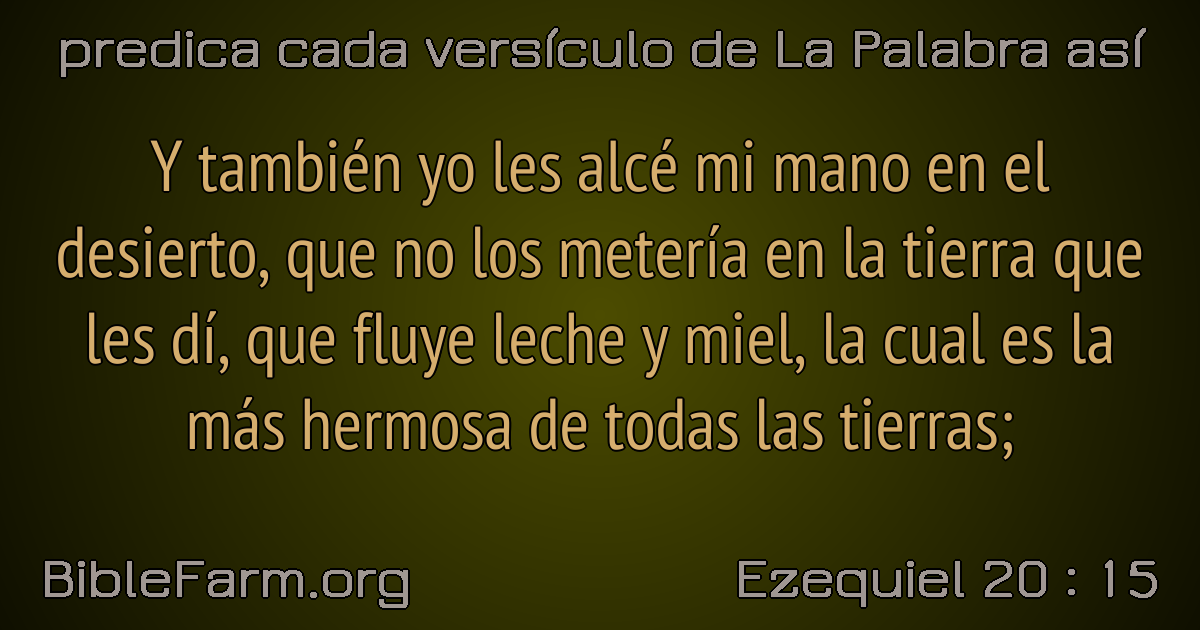 predica cada versículo de La Palabra así
Y también yo les alcé mi mano en el
desierto, que no los metería en la tierra que
les dí, que fluye leche y miel, la cual es la
más hermosa de todas las tierras;
BibleFarm.org
Ezequiel 20 : 15